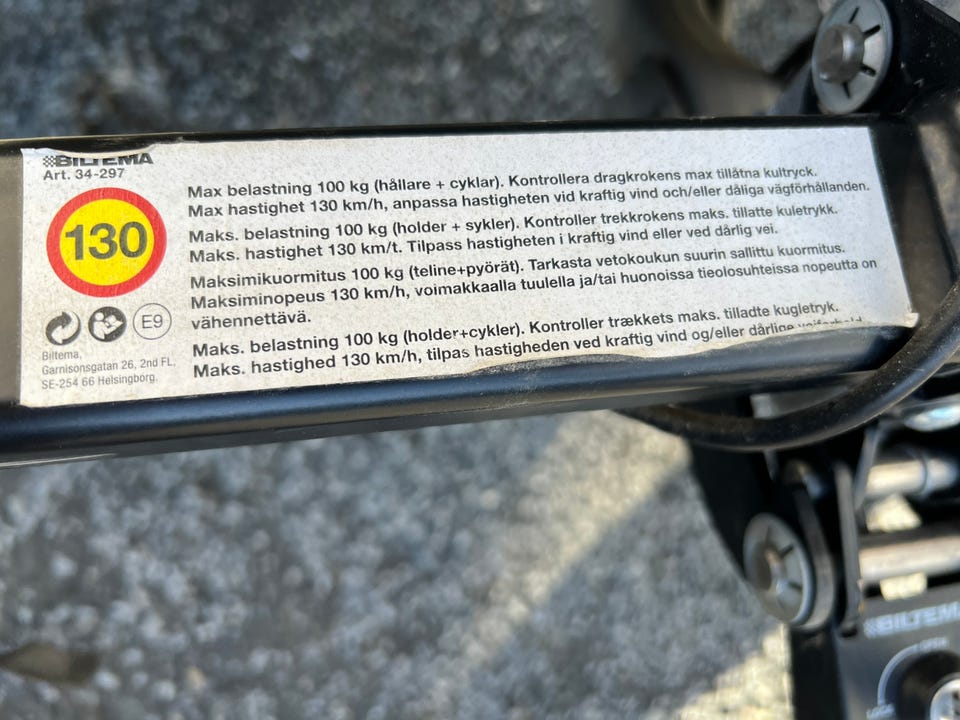 BILTEMA
Art. 34-297
130
E9
Biltema,
Garnisonsgatan 26, 2nd FL,
SE-254 66 Helsingborg.
Max belastning 100 kg (hållare + cyklar). Kontrollera dragkrokens max tillåtna kultryck.
Max hastighet 130 km/h, anpassa hastigheten vid kraftig vind och/eller dåliga vägförhållanden.
Maks. belastning 100 kg (holder + sykler). Kontroller trekkrokens maks. tillatte kuletrykk.
Maks. hastighet 130 km/t. Tilpass hastigheten i kraftig vind eller ved dårlig vei.
Maksimikuormitus 100 kg (teline+pyörät). Tarkasta vetokoukun suurin sallittu kuormitus.
Maksiminopeus 130 km/h, voimakkaalla tuulella ja/tai huonoissa tieolosuhteissa nopeutta on
vähennettävä.
Maks. belastning 100 kg (holder+cykler). Kontroller trækkets maks. tilladte kugletryk.
Maks. hastighed 130 km/h, tilpas hastigheden ved kraftig vind og/eller dårlige
BILTEMA
LOCK